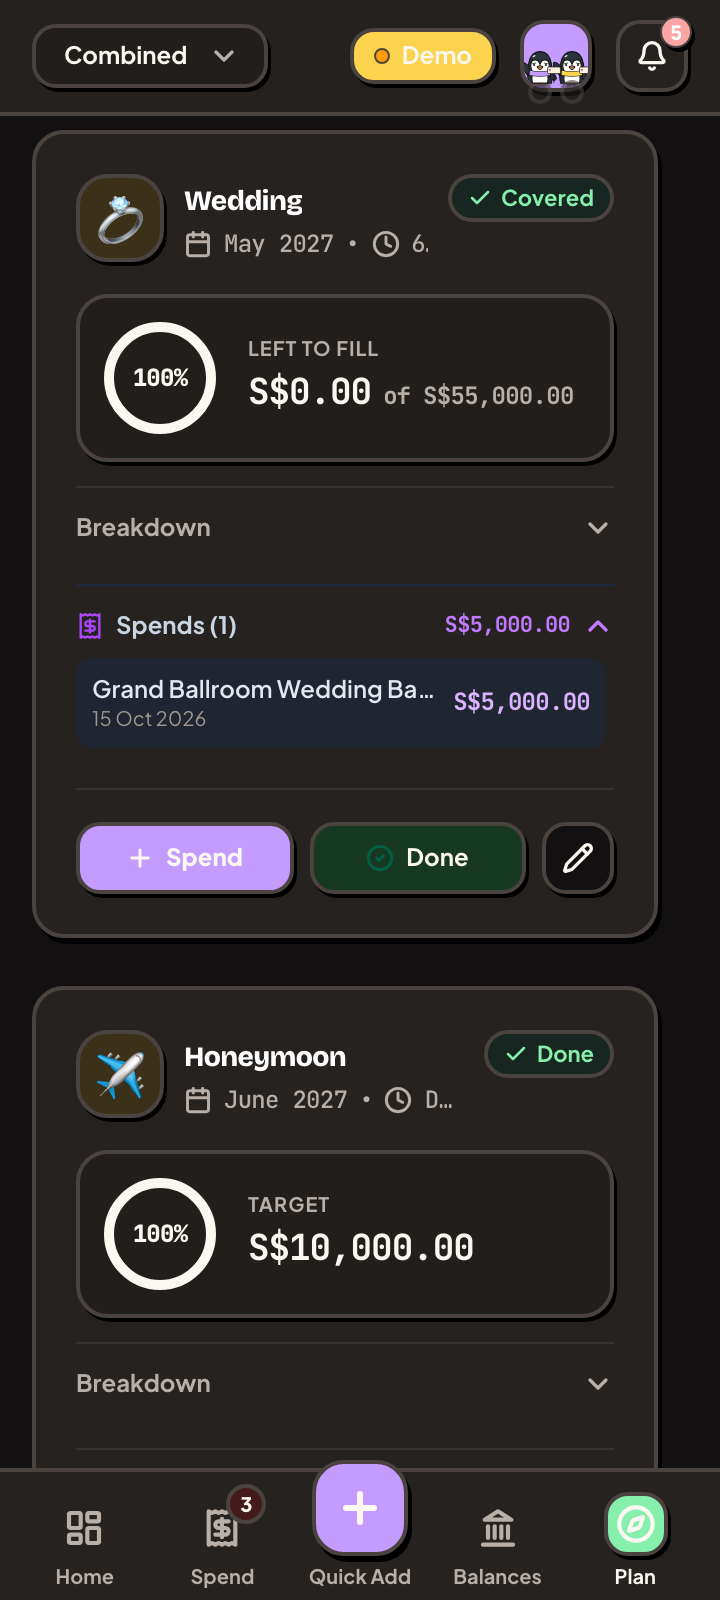 Combined
Demo
5
Wedding
Covered
May 2027 • 6.
100%
LEFT TO FILL
S$0.00 of S$55,000.00
Breakdown
Spends (1)
S$5,000.00
Grand Ballroom Wedding Ba...
S$5,000.00
15 Oct 2026
+ Spend
Done
Honeymoon
Done
June 2027 • D...
100%
TARGET
S$10,000.00
Breakdown
3
Home
Spend
Quick Add
Balances
Plan